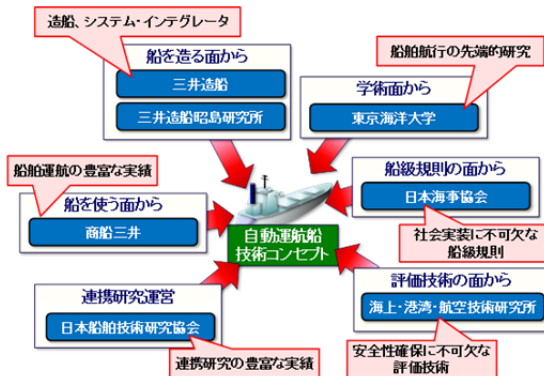 造船、システム・インテグレータ
船を造る面から
三井造船
三井造船昭島研究所
船舶航行の先端的研究
学術面から
東京海洋大学
船舶運航の豊富な実績
船を使う面から
商船三井
船級規則の面から
日本海事協会
社会実装に不可欠な
船級規則
自動運航船
技術コンセプト
連携研究運営
日本船舶技術研究協会
連携研究の豊富な実績
評価技術の面から
海上・港湾・航空技術研究所
安全性確保に不可欠な
評価技術